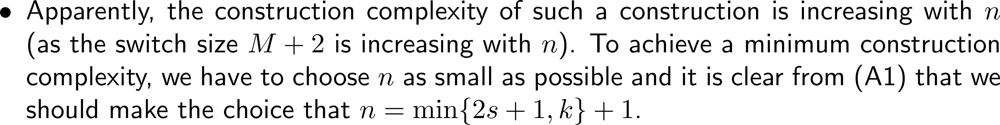 • Apparently, the construction complexity of such a construction is increasing with n
(as the switch size M + 2 is increasing with n). To achieve a minimum construction
complexity, we have to choose n as small as possible and it is clear from (A1) that we
should make the choice that n = min{2s + 1, k} + 1.